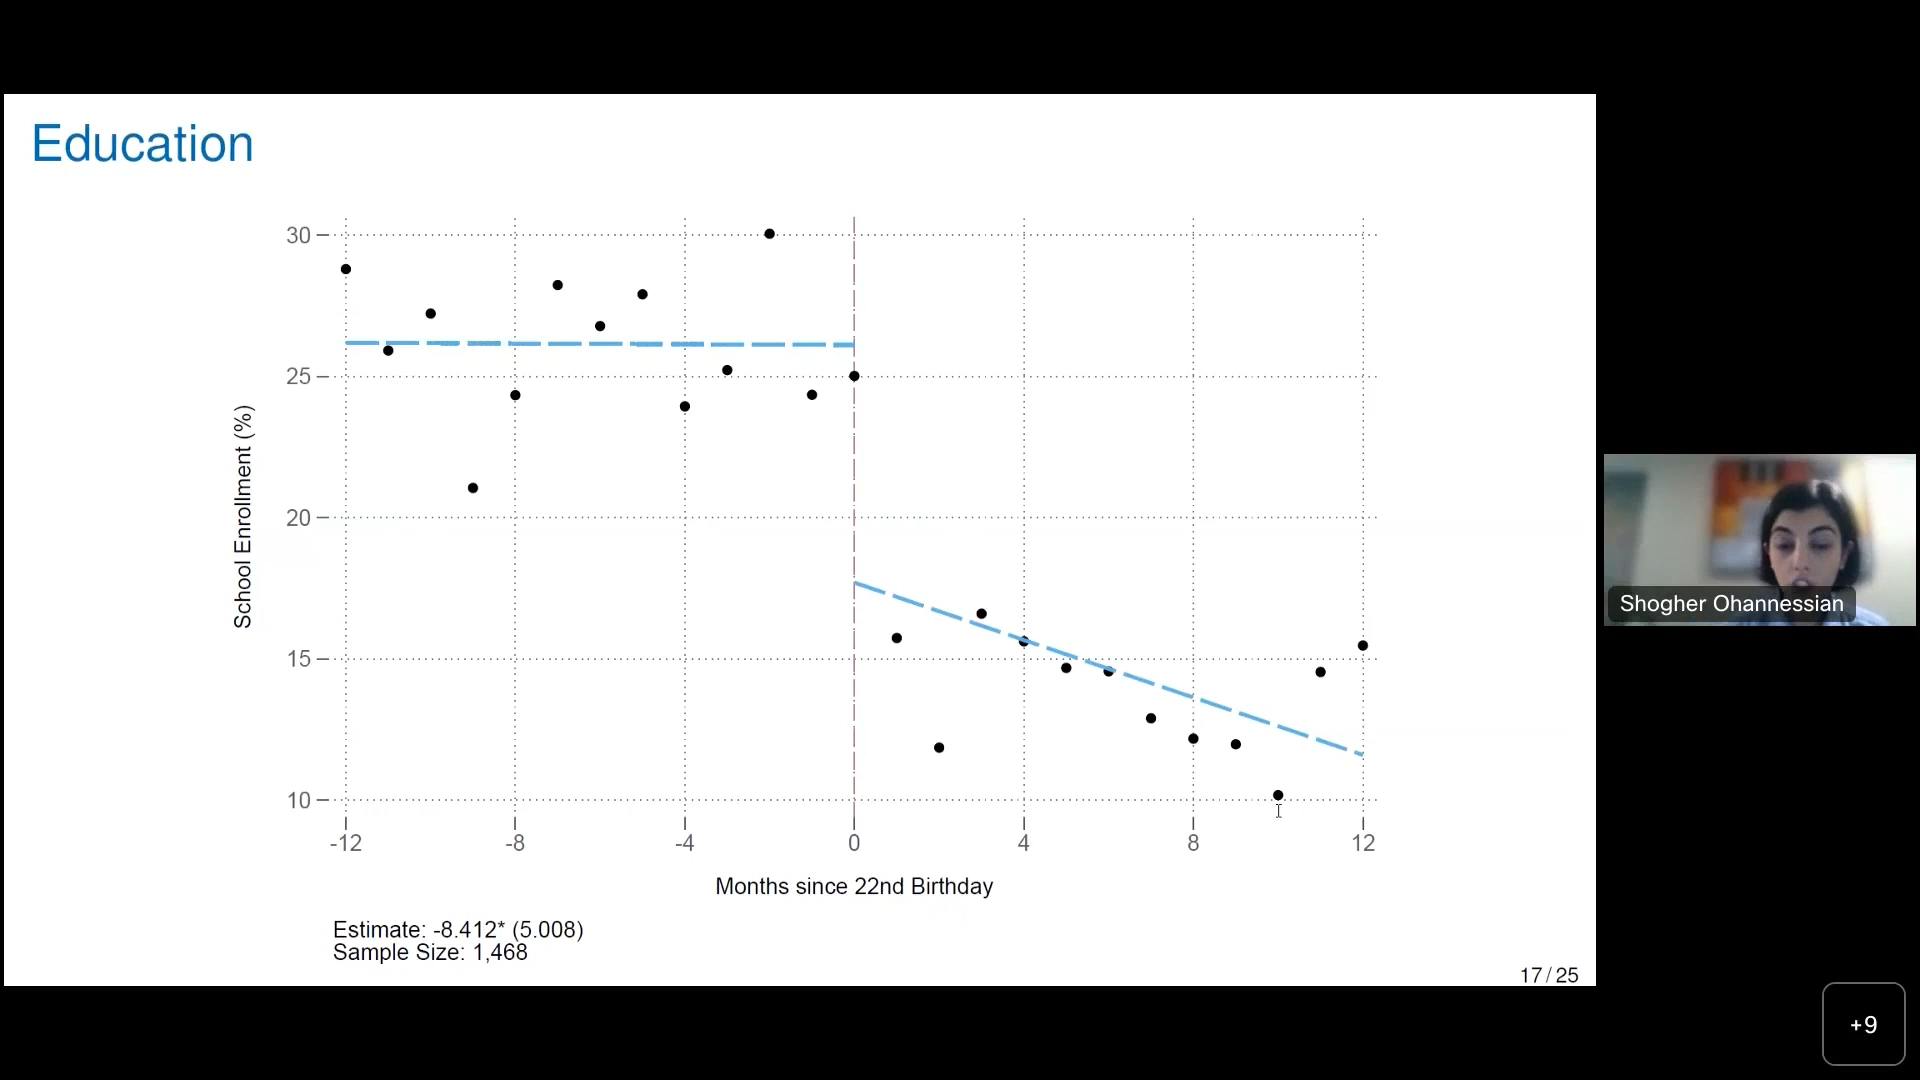 Education
30
25
20
15
10
School Enrollment (%)
-12
-8
-4
0
4
8
12
Months since 22nd Birthday
Estimate: -8.412* (5.008)
Sample Size: 1,468
17/25
Shogher Ohannessian
+9